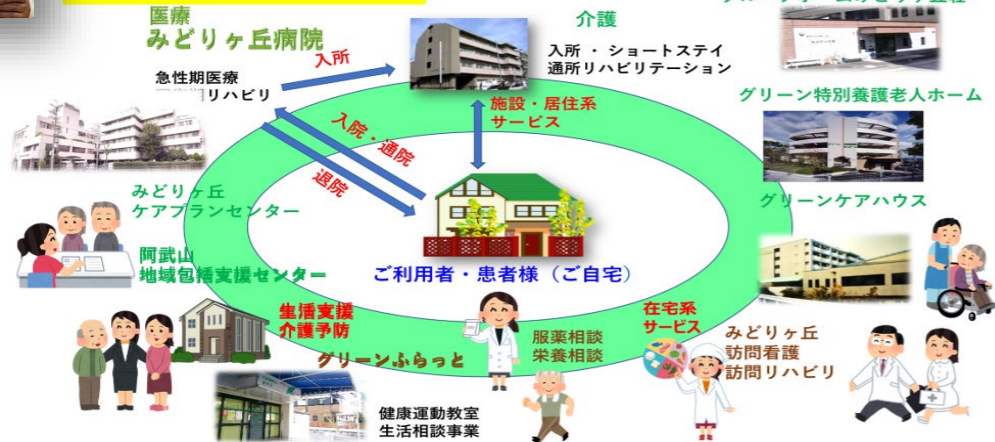 医療
みどりヶ丘病院
急性期医療
リハビリ
入所
介護
入所 ・ ショートステイ
通所リハビリテーション
施設・居住系
サービス
グリーン特別養護老人ホーム
グリーンケアハウス
入院・通院
退院
みどりヶ丘
ケアプランセンター
阿武山
地域包括支援センター
ご利用者・患者様（ご自宅）
生活支援
介護予防
グリーンふらっと
健康運動教室
生活相談事業
服薬相談
栄養相談
在宅系
サービス
みどりヶ丘
訪問看護
訪問リハビリ